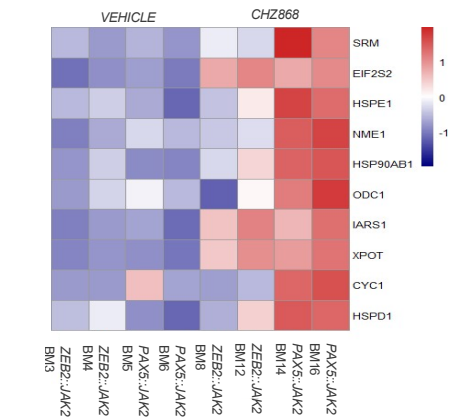 VEHICLE
CHZ868
SRM
EIF2S2
HSPE1
NME1
HSP90AB1
ODC1
IARS1
XPOT
CYC1
HSPD1
1
0
-1
BM3
ZEB2::JAK2
BM4
ZEB2::JAK2
BM5
PAX5::JAK2
BM6
PAX5::JAK2
BM8
ZEB2::JAK2
BM12
ZEB2::JAK2
BM14
PAX5::JAK2
BM16
PAX5::JAK2